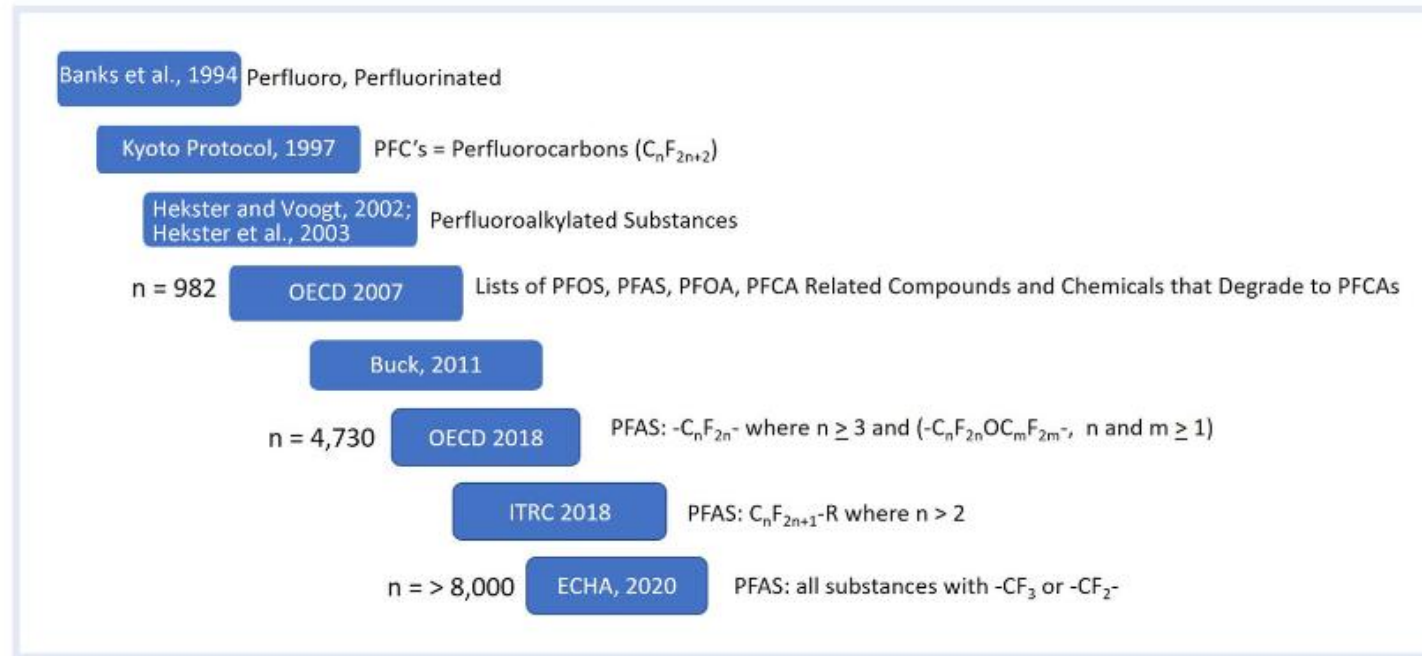 Banks et al., 1994 Perfluoro, Perfluorinated
Kyoto Protocol, 1997 PFC's = Perfluorocarbons (CₙF₂ₙ₊₂)
Hekster and Voogt, 2002;
Hekster et al., 2003
Perfluoroalkylated Substances
n = 982 OECD 2007 Lists of PFOS, PFAS, PFOA, PFCA Related Compounds and Chemicals that Degrade to PFCAs
Buck, 2011
n = 4,730 OECD 2018 PFAS: -CₙF₂ₙ- where n ≥ 3 and (-CₙF₂ₙOCₘF₂ₘ-, n and m ≥ 1)
ITRC 2018 PFAS: CₙF₂ₙ₊₁-R where n > 2
n = > 8,000 ECHA, 2020 PFAS: all substances with -CF₃ or -CF₂-